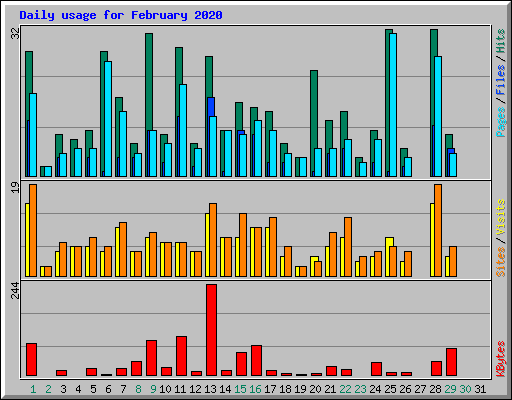 Daily usage for February 2020
32
Pages / Files / Hits
19
Sites / Visits
244
KBytes
1 2 3 4 5 6 7 8 9 10 11 12 13 14 15 16 17 18 19 20 21 22 23 24 25 26 27 28 29 30 31